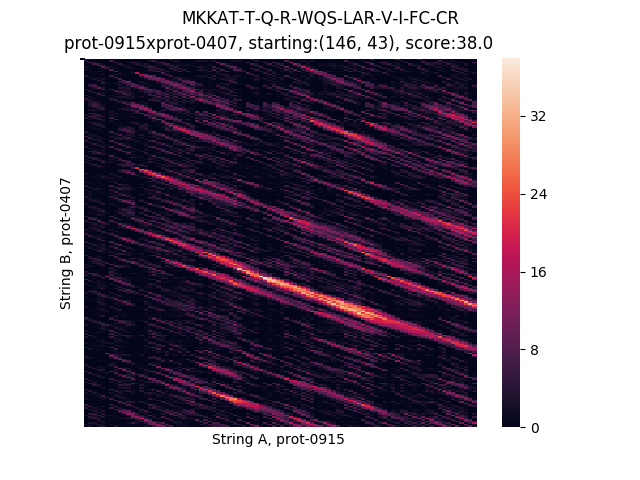 MKKAT-T-Q-R-WQS-LAR-V-I-FC-CR
prot-0915xprot-0407, starting:(146, 43), score:38.0
32
24
16
8
0
String B, prot-0407
String A, prot-0915